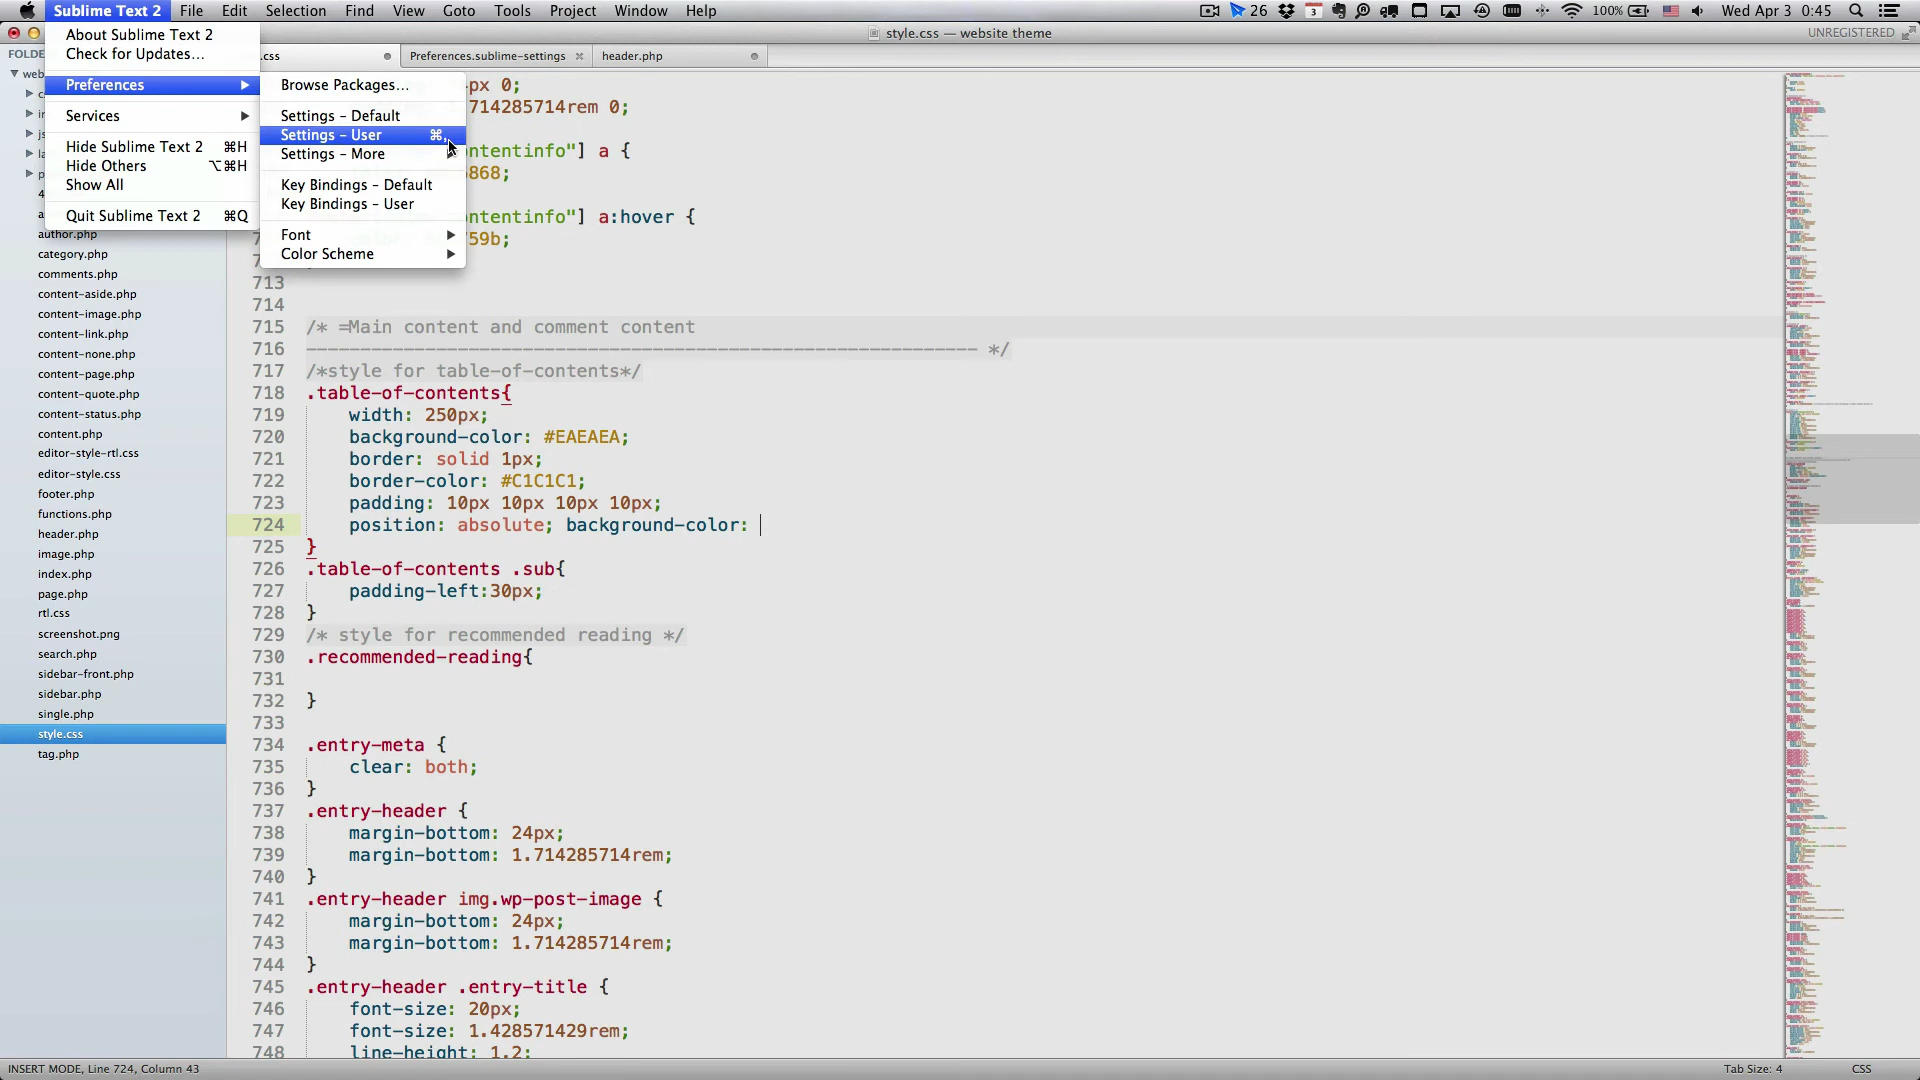 Sublime Text 2 File Edit Selection Find View Goto Tools Project Window Help 26 3 100% Wed Apr 3 0:45
style.css — website theme UNREGISTERED
.css Preferences.sublime-settings header.php
About Sublime Text 2
Check for Updates…
Preferences
Services
Hide Sublime Text 2 ⌘H
Hide Others ⌥⌘H
Show All
Quit Sublime Text 2 ⌘Q
Browse Packages…
Settings – Default
Settings – User ⌘,
Settings – More
Key Bindings – Default
Key Bindings – User
Font
Color Scheme
FOLDE
web
author.php
category.php
comments.php
content-aside.php
content-image.php
content-link.php
content-none.php
content-page.php
content-quote.php
content-status.php
content.php
editor-style-rtl.css
editor-style.css
footer.php
functions.php
header.php
image.php
index.php
page.php
rtl.css
screenshot.png
search.php
sidebar-front.php
sidebar.php
single.php
style.css
tag.php
px 0;
714285714rem 0;
ontentinfo"] a {
868;
ontentinfo"] a:hover {
759b;
713
714
715 /* =Main content and comment content
716 -------------------------------------------------------------- */
717 /*style for table-of-contents*/
718 .table-of-contents{
719 width: 250px;
720 background-color: #EAEAEA;
721 border: solid 1px;
722 border-color: #C1C1C1;
723 padding: 10px 10px 10px 10px;
724 position: absolute; background-color:
725 }
726 .table-of-contents .sub{
727 padding-left:30px;
728 }
729 /* style for recommended reading */
730 .recommended-reading{
731
732 }
733
734 .entry-meta {
735 clear: both;
736 }
737 .entry-header {
738 margin-bottom: 24px;
739 margin-bottom: 1.714285714rem;
740 }
741 .entry-header img.wp-post-image {
742 margin-bottom: 24px;
743 margin-bottom: 1.714285714rem;
744 }
745 .entry-header .entry-title {
746 font-size: 20px;
747 font-size: 1.428571429rem;
748 line-height: 1.2;
INSERT MODE, Line 724, Column 43 Tab Size: 4 CSS